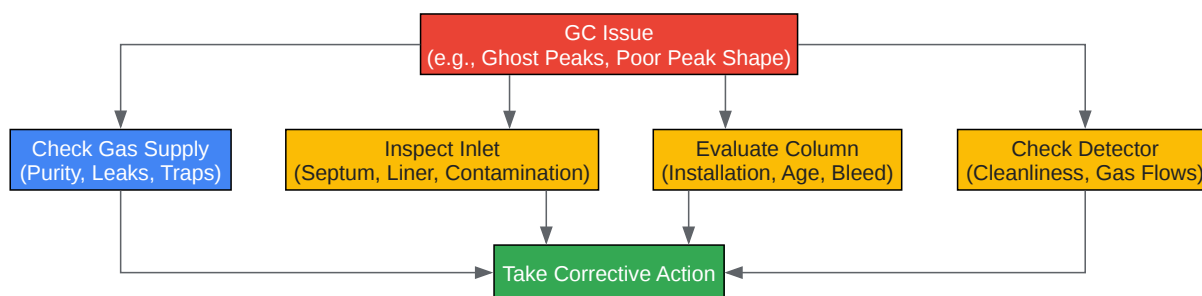 GC Issue
(e.g., Ghost Peaks, Poor Peak Shape)
Check Gas Supply
(Purity, Leaks, Traps)
Inspect Inlet
(Septum, Liner, Contamination)
Evaluate Column
(Installation, Age, Bleed)
Check Detector
(Cleanliness, Gas Flows)
Take Corrective Action